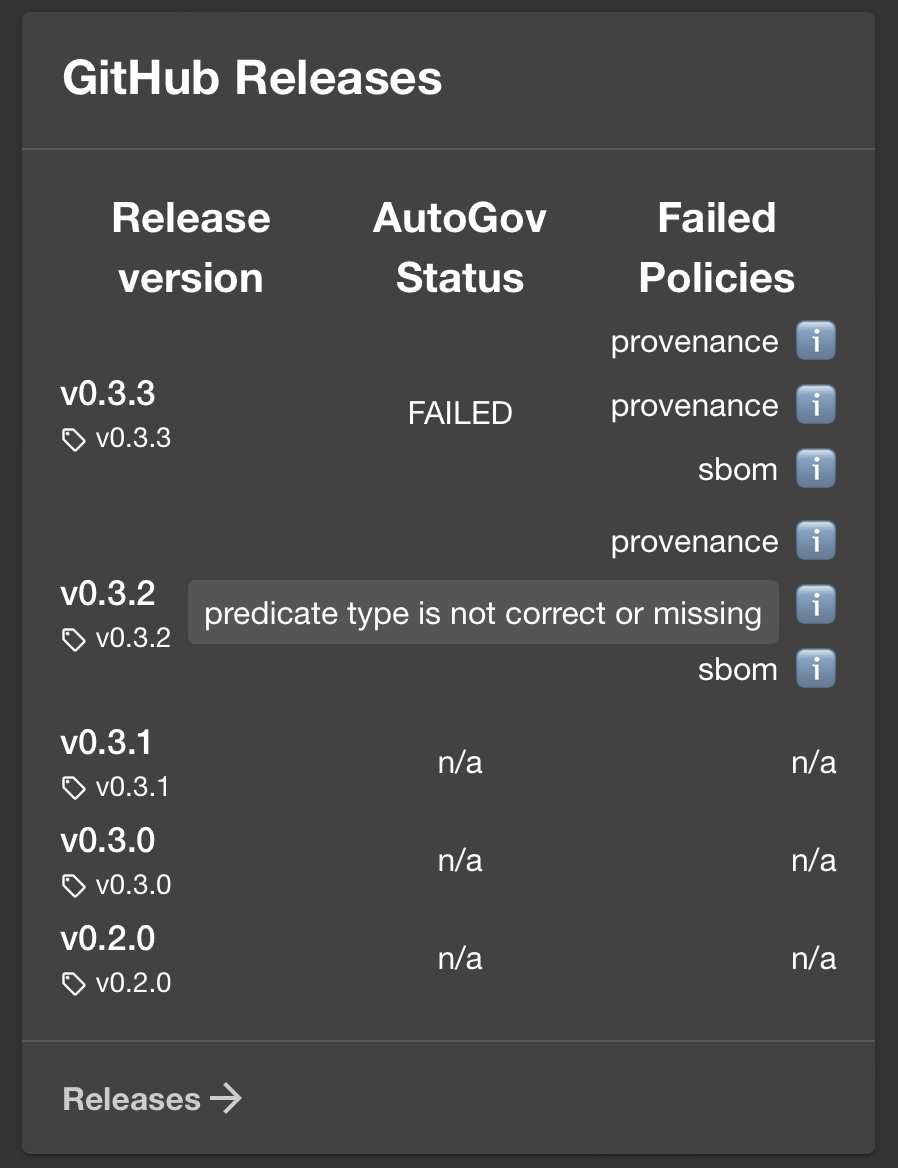 GitHub Releases
Release version
AutoGov Status
Failed Policies
v0.3.3
v0.3.3
FAILED
provenance i
provenance i
sbom i
v0.3.2
v0.3.2
provenance i
predicate type is not correct or missing i
sbom i
v0.3.1
v0.3.1
n/a
n/a
v0.3.0
v0.3.0
n/a
n/a
v0.2.0
v0.2.0
n/a
n/a
Releases →